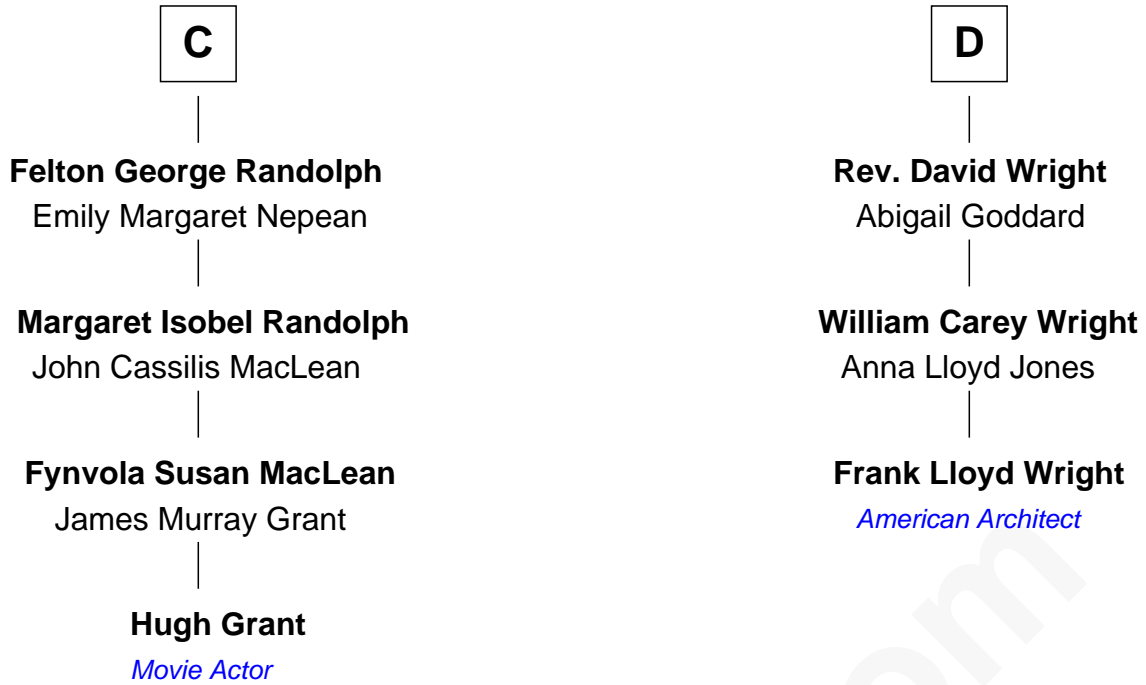 C
Felton George Randolph
Emily Margaret Nepean
Margaret Isobel Randolph
John Cassilis MacLean
Fynvola Susan MacLean
James Murray Grant
Hugh Grant
Movie Actor
D
Rev. David Wright
Abigail Goddard
William Carey Wright
Anna Lloyd Jones
Frank Lloyd Wright
American Architect
om